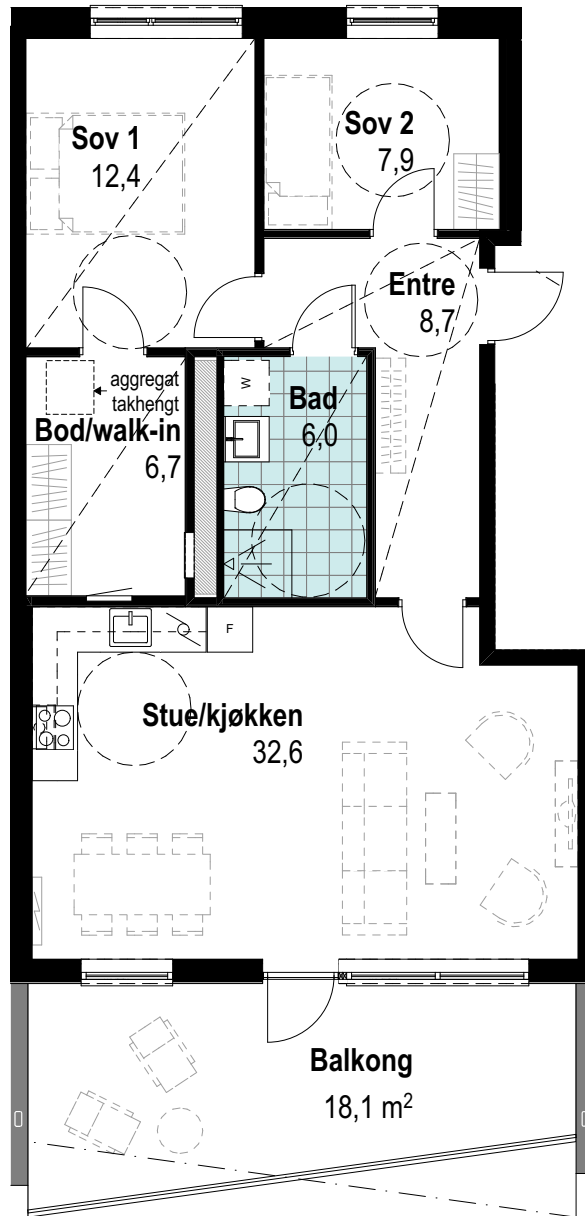 Sov 1
12,4
Sov 2
7,9
Entre
8,7
aggregat
takhengt
Bod/walk-in
6,7
W
Bad
6,0
F
Stue/kjøkken
32,6
Balkong
18,1 m²